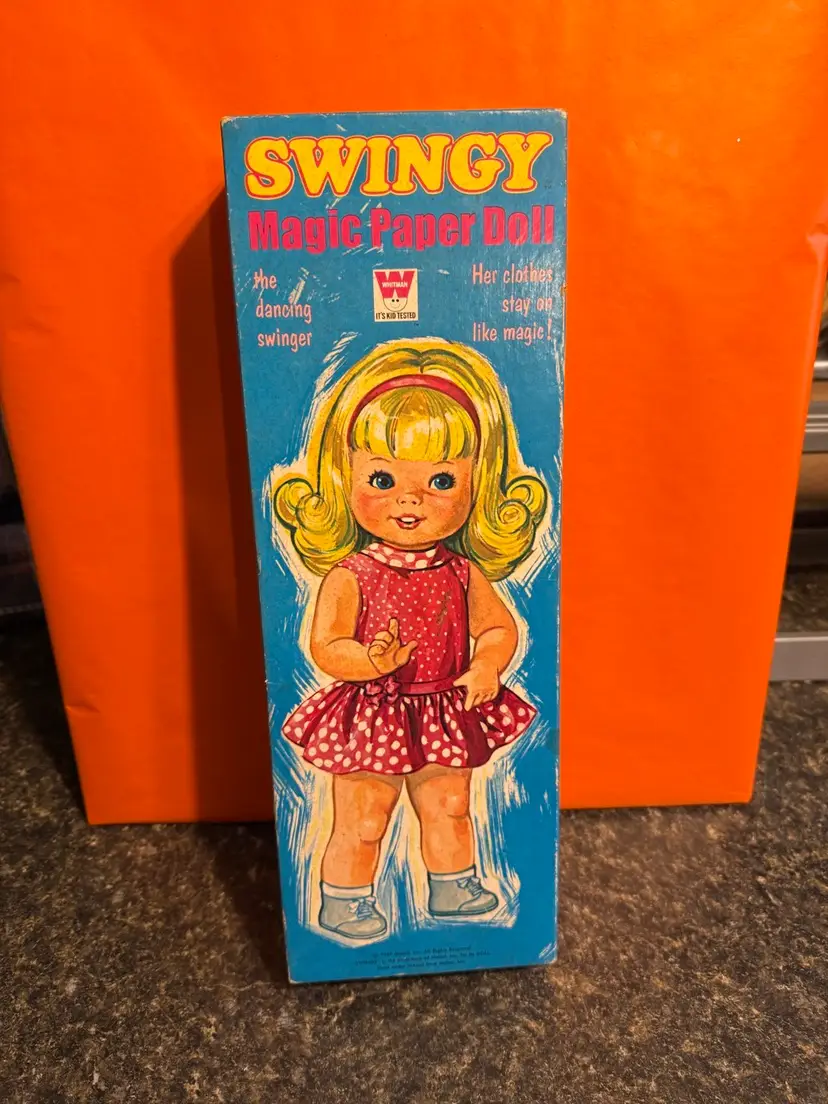 SWINGY
Magic Paper Doll
the
dancing
swinger
W
WHITMAN
IT'S KID TESTED
Her clothes
stay on
like magic!